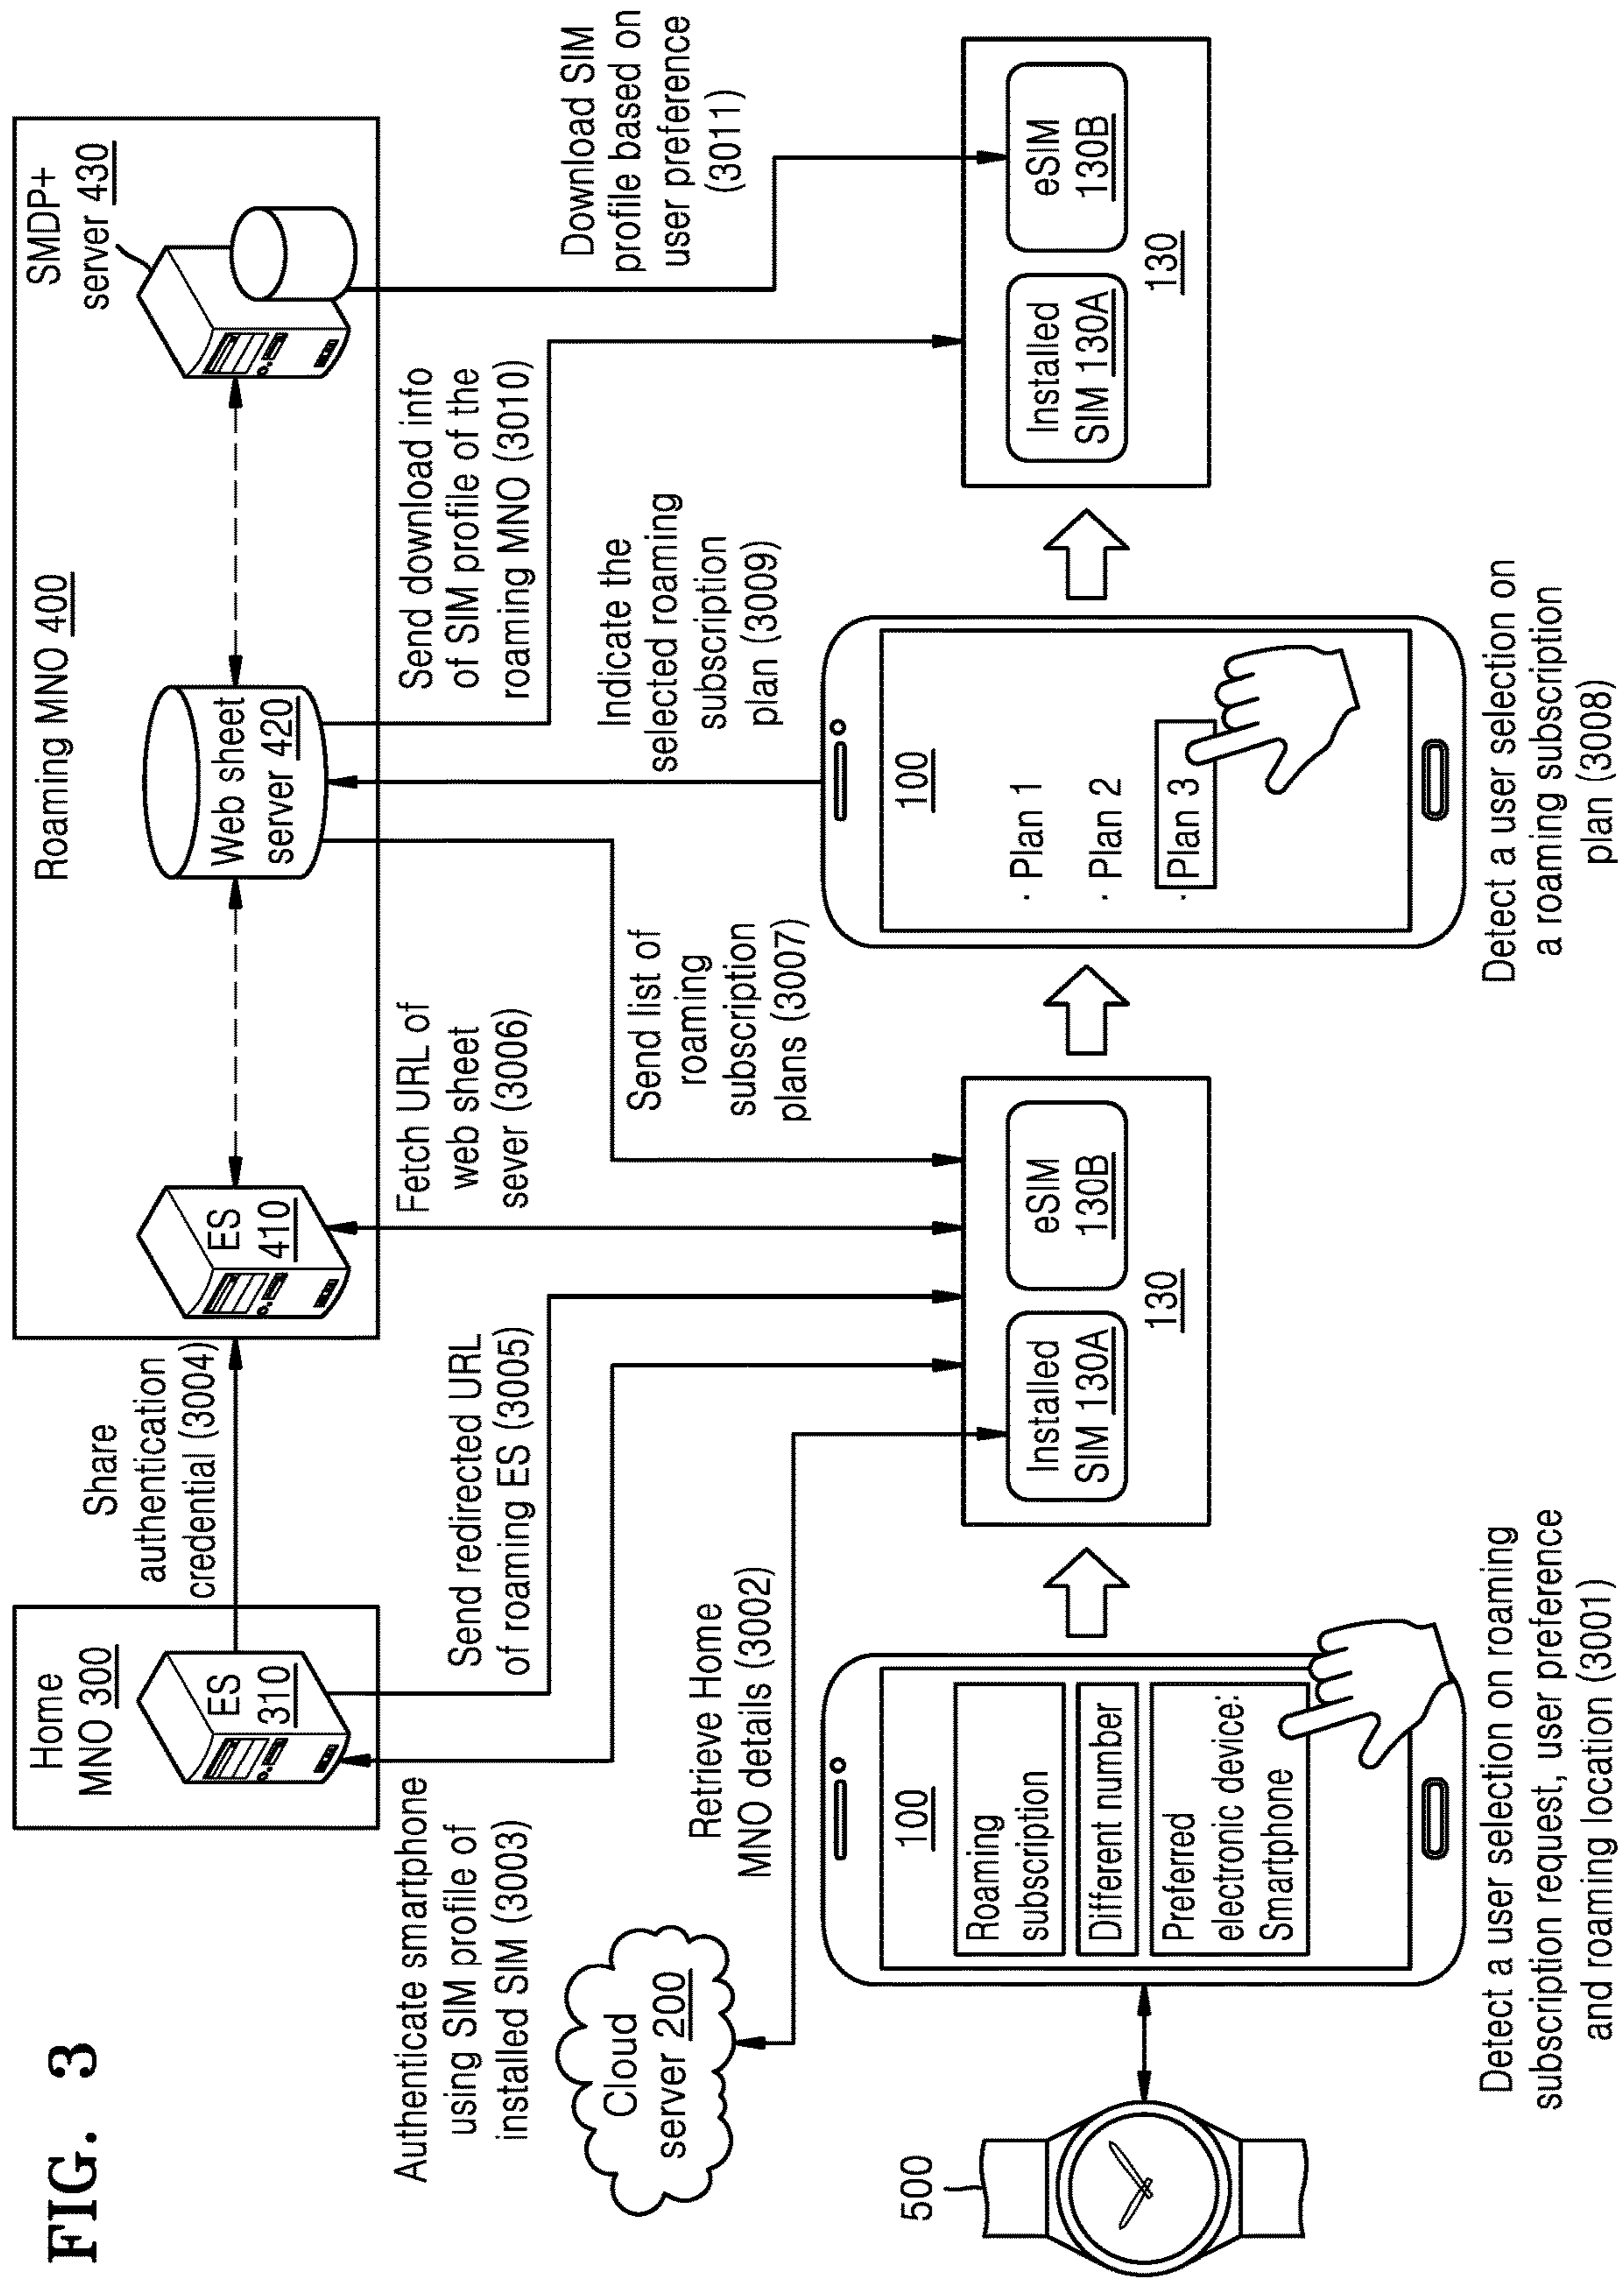 FIG. 3
Home
MNO 300
ES
310
Share
authentication
credential (3004)
Roaming MNO 400
ES
410
Web sheet
server 420
SMDP+
server 430
Authenticate smartphone
using SIM profile of
installed SIM (3003)
Send redirected URL
of roaming ES (3005)
Fetch URL of
web sheet
sever (3006)
Send download info
of SIM profile of the
roaming MNO (3010)
Download SIM
profile based on
user preference
(3011)
Cloud
server 200
Retrieve Home
MNO details (3002)
Send list of
roaming
subscription
plans (3007)
Indicate the
selected roaming
subscription
plan (3009)
500
100
Roaming
subscription
Different number
Preferred
electronic device:
Smartphone
Installed
SIM 130A
eSIM
130B
130
100
· Plan 1
· Plan 2
· Plan 3
Installed
SIM 130A
eSIM
130B
130
Detect a user selection on roaming
subscription request, user preference
and roaming location (3001)
Detect a user selection on
a roaming subscription
plan (3008)